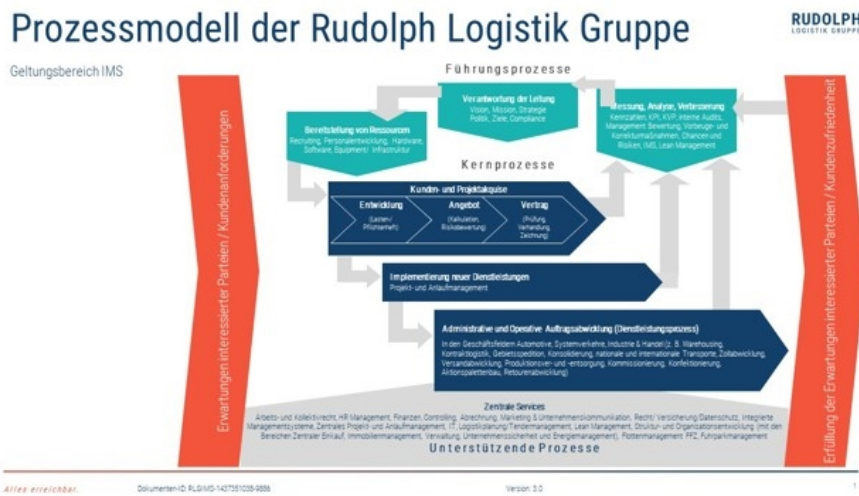 Prozessmodell der Rudolph Logistik Gruppe
RUDOLPH
LOGISTIK GRUPPE
Geltungsbereich IMS
Führungsprozesse
Verantwortung der Leitung
Vision, Mission, Strategie
Politik, Ziele, Compliance
Messung, Analyse, Verbesserung
Kennzahlen, KPI, KVP, Interne Audits,
Management Bewertung, Vorbeuge- und
Korrekturmaßnahmen, Chancen und
Risiken, IMS, Lean Management
Bereitstellung von Ressourcen
Recruiting, Personalentwicklung, Hardware,
Software, Equipment/ Infrastruktur
Erwartungen interessierter Parteien / Kundenanforderungen
Kernprozesse
Kunden- und Projektakquise
Entwicklung
(Lasten-/
Pflichtenheft)
Angebot
(Kalkulation,
Risikobewertung)
Vertrag
(Prüfung,
Verhandlung,
Zeichnung)
Implementierung neuer Dienstleistungen
Projekt- und Anlaufmanagement
Administrative und Operative Auftragsabwicklung (Dienstleistungsprozess)
In den Geschäftsfeldern Automotive, Systemverkehre, Industrie & Handel (z. B. Warehousing,
Kontraktlogistik, Gebietsspedition, Konsolidierung, nationale und internationale Transporte, Zollabwicklung,
Versandabwicklung, Produktionsver- und -entsorgung, Kommissionierung, Konfektionierung,
Aktionspalettenbau, Retourenabwicklung)
Erfüllung der Erwartungen interessierter Parteien / Kundenzufriedenheit
Zentrale Services
Arbeits- und Kollektivrecht, HR Management, Finanzen, Controlling, Abrechnung, Marketing & Unternehmenskommunikation, Recht/ Versicherung/Datenschutz, Integrierte
Managementsysteme, Zentrales Projekt- und Anlaufmanagement, IT, Logistikplanung/Tendermanagement, Lean Management, Struktur- und Organisationsentwicklung (mit den
Bereichen Zentraler Einkauf, Immobilienmanagement, Verwaltung, Unternehmenssicherheit und Energiemanagement), Flottenmanagement FFZ, Fuhrparkmanagement
Unterstützende Prozesse
Alles erreichbar.
Dokumenten-ID: RLGIMS-1437351038-9886
Version: 3.0
1